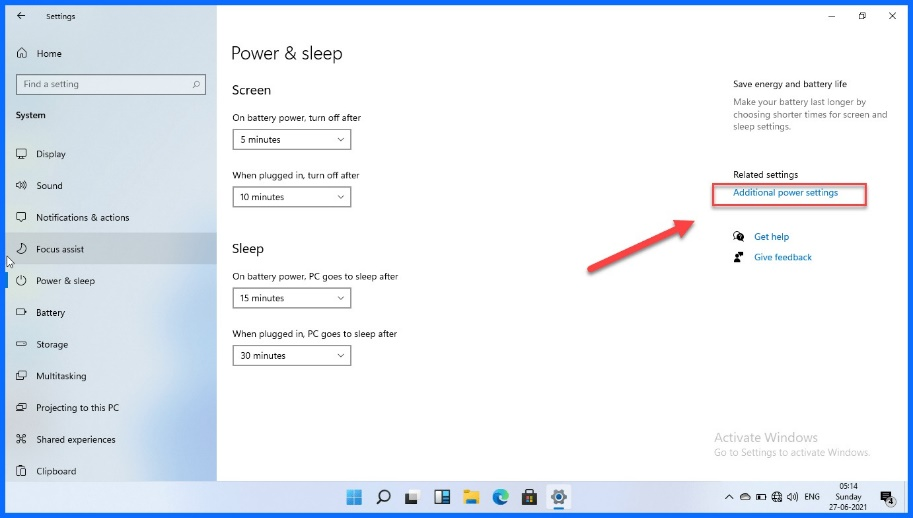 Settings
Home
Find a setting
System
Display
Sound
Notifications & actions
Focus assist
Power & sleep
Battery
Storage
Multitasking
Projecting to this PC
Shared experiences
Clipboard
Power & sleep
Screen
On battery power, turn off after
5 minutes
When plugged in, turn off after
10 minutes
Sleep
On battery power, PC goes to sleep after
15 minutes
When plugged in, PC goes to sleep after
30 minutes
Save energy and battery life
Make your battery last longer by
choosing shorter times for screen and
sleep settings.
Related settings
Additional power settings
Get help
Give feedback
Activate Windows
Go to Settings to activate Windows.
ENG
05:14
Sunday
27-06-2021
4